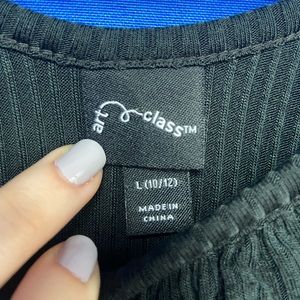 art class™
L (10/12)
MADE IN
CHINA